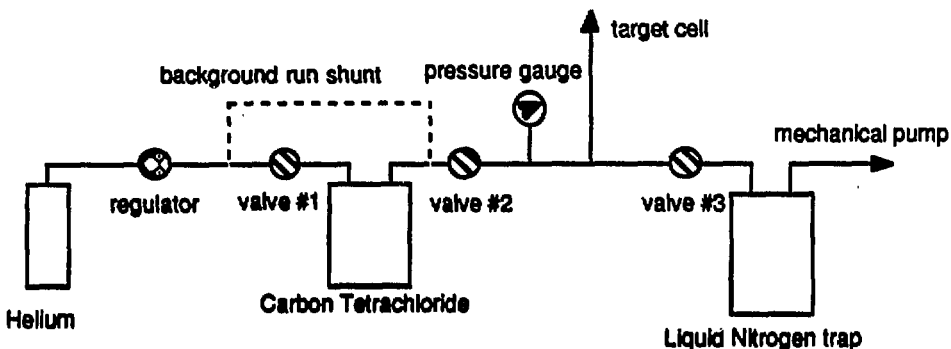 target cell
pressure gauge
background run shunt
mechanical pump
regulator
valve #1
valve #2
valve #3
Carbon Tetrachloride
Helium
Liquid Nitrogen trap